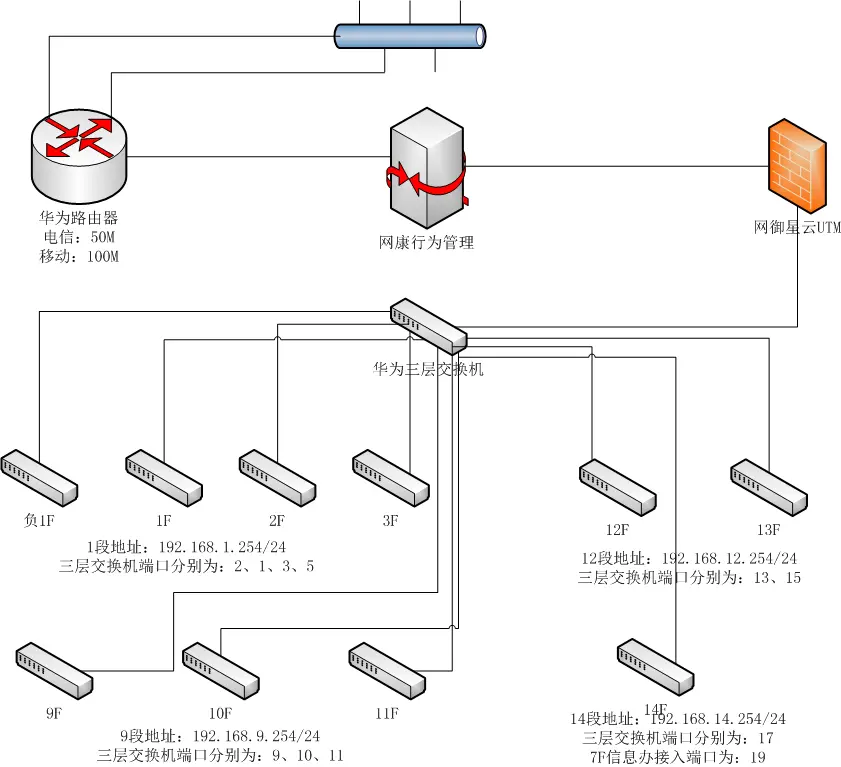 华为路由器
电信：50M
移动：100M
网康行为管理
网御星云UTM
华为三层交换机
负1F
1F
2F
3F
12F
13F
1段地址：192.168.1.254/24
三层交换机端口分别为：2、1、3、5
12段地址：192.168.12.254/24
三层交换机端口分别为：13、15
9F
10F
11F
14F
9段地址：192.168.9.254/24
三层交换机端口分别为：9、10、11
14段地址：192.168.14.254/24
三层交换机端口分别为：17
7F信息办接入端口为：19